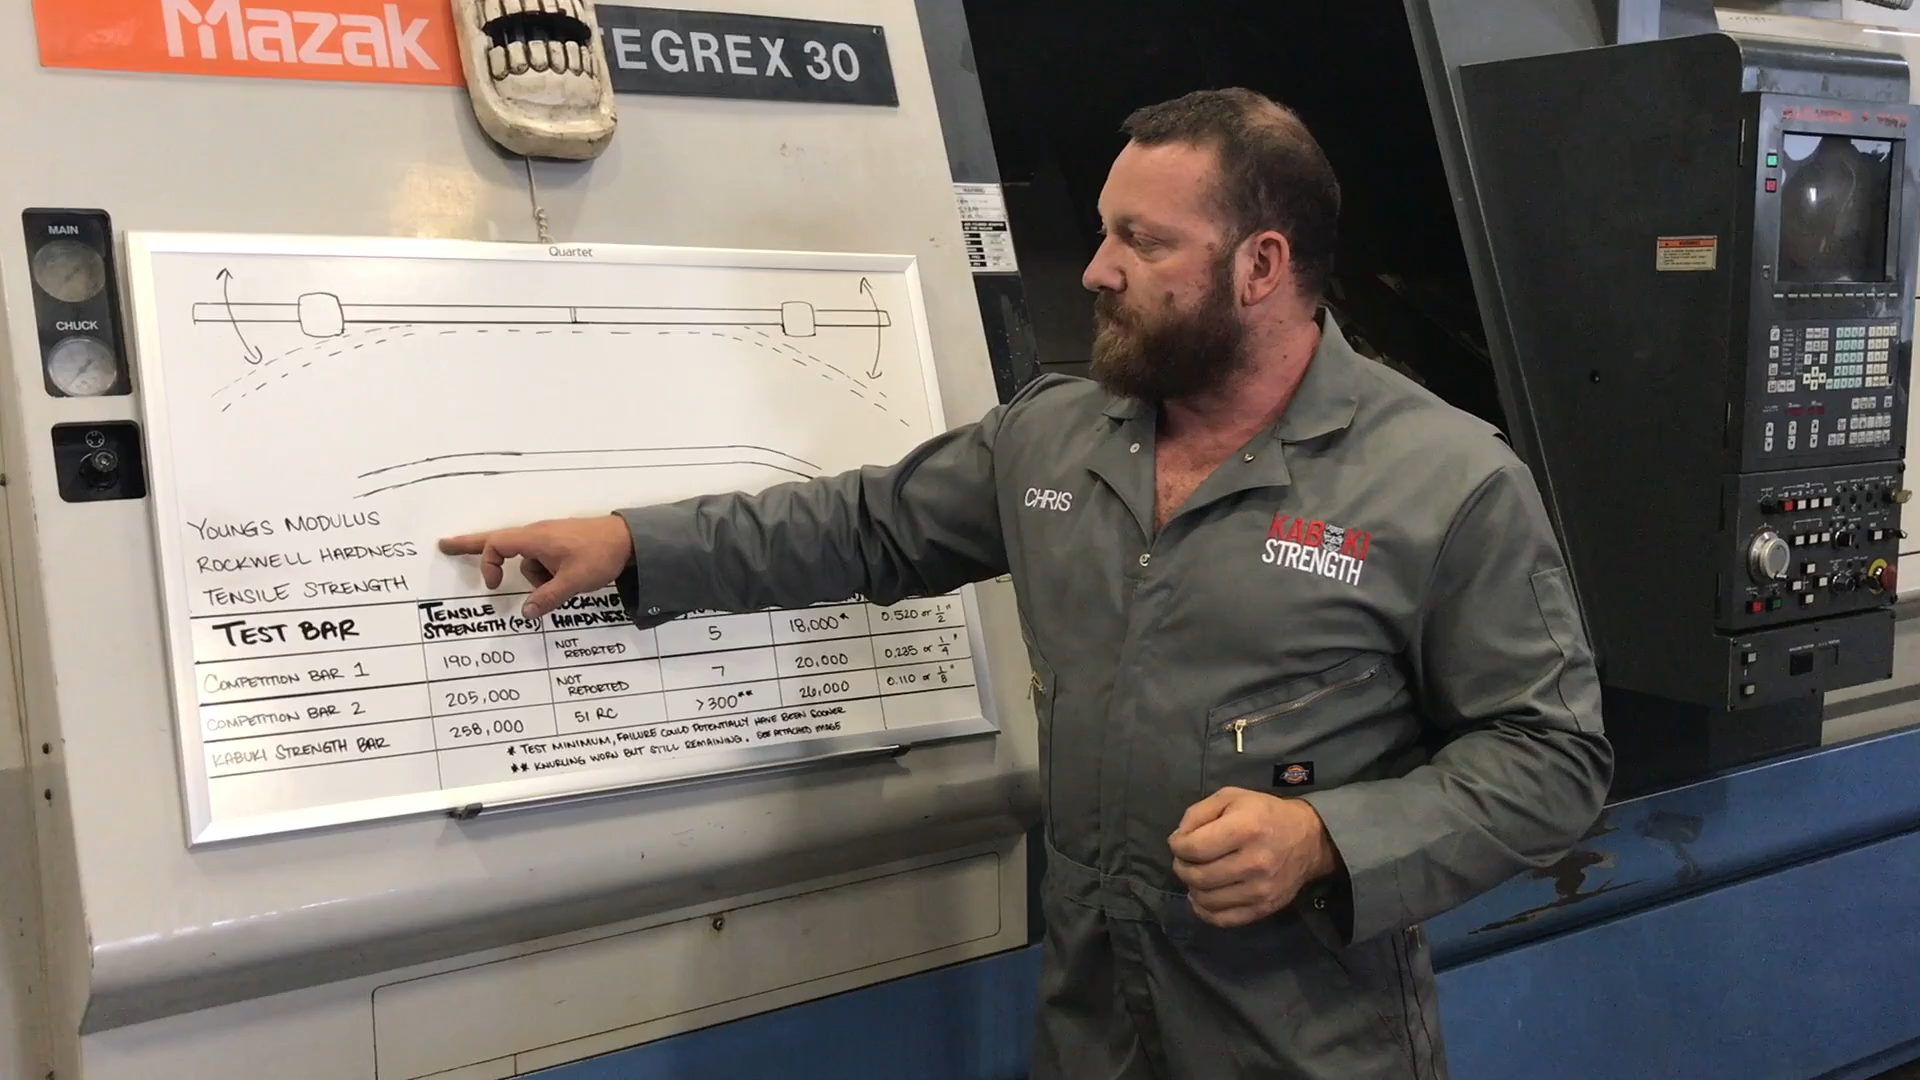 Mazak
TEGREX 30
MAIN
CHUCK
Quartet
YOUNGS MODULUS
ROCKWELL HARDNESS
TENSILE STRENGTH
TEST BAR
TENSILE
STRENGTH (PSI)
HARDNESS
COMPETITION BAR 1
190,000
NOT
REPORTED
5
18,000*
0.520 or 1/2"
COMPETITION BAR 2
205,000
NOT
REPORTED
7
20,000
0.235 or 1/4"
KABUKI STRENGTH BAR
258,000
51 RC
>300**
26,000
0.110 or 1/8"
* TEST MINIMUM, FAILURE COULD POTENTIALLY HAVE BEEN SOONER
** KNURLING WORN BUT STILL REMAINING. SEE ATTACHED IMAGE
CHRIS
KABUKI
STRENGTH
Dickies